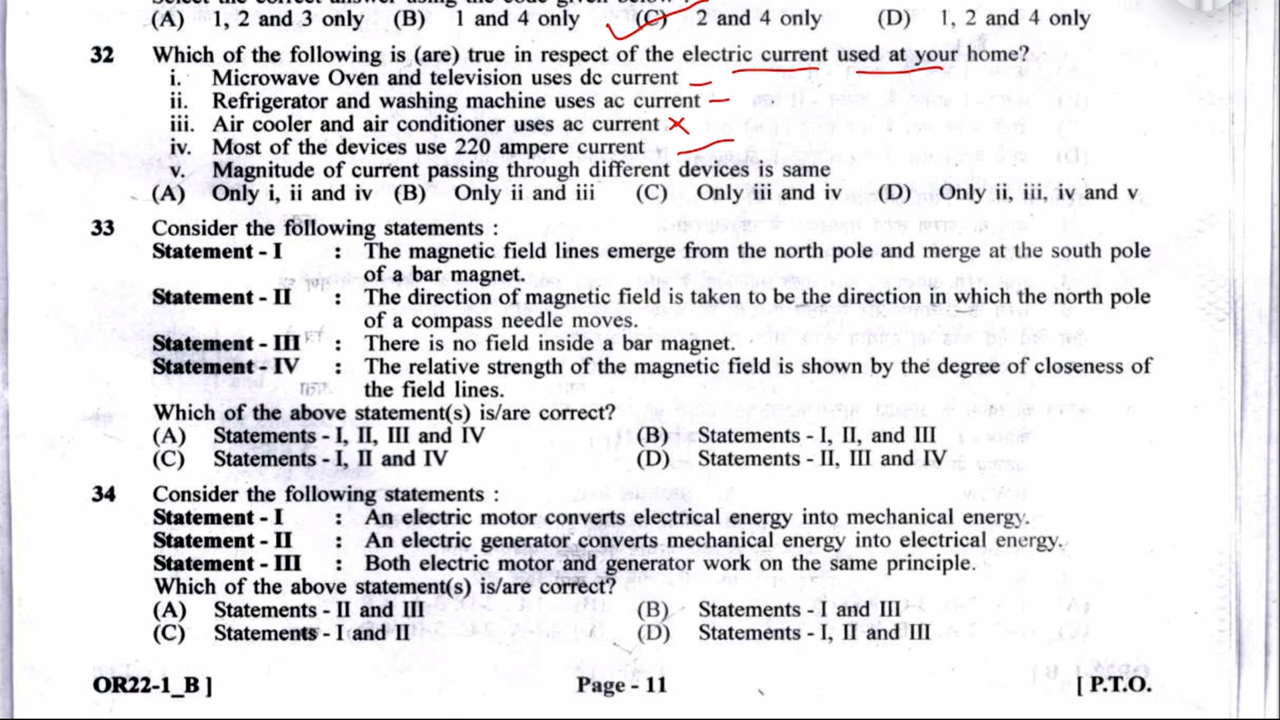 Select the correct answer using the code given below :
(A) 1, 2 and 3 only (B) 1 and 4 only (C) 2 and 4 only (D) 1, 2 and 4 only
32 Which of the following is (are) true in respect of the electric current used at your home?
i. Microwave Oven and television uses dc current
ii. Refrigerator and washing machine uses ac current
iii. Air cooler and air conditioner uses ac current
iv. Most of the devices use 220 ampere current
v. Magnitude of current passing through different devices is same
(A) Only i, ii and iv (B) Only ii and iii (C) Only iii and iv (D) Only ii, iii, iv and v
33 Consider the following statements :
Statement - I : The magnetic field lines emerge from the north pole and merge at the south pole
of a bar magnet.
Statement - II : The direction of magnetic field is taken to be the direction in which the north pole
of a compass needle moves.
Statement - III : There is no field inside a bar magnet.
Statement - IV : The relative strength of the magnetic field is shown by the degree of closeness of
the field lines.
Which of the above statement(s) is/are correct?
(A) Statements - I, II, III and IV (B) Statements - I, II, and III
(C) Statements - I, II and IV (D) Statements - II, III and IV
34 Consider the following statements :
Statement - I : An electric motor converts electrical energy into mechanical energy.
Statement - II : An electric generator converts mechanical energy into electrical energy.
Statement - III : Both electric motor and generator work on the same principle.
Which of the above statement(s) is/are correct?
(A) Statements - II and III (B) Statements - I and III
(C) Statements - I and II (D) Statements - I, II and III
OR22-1_B ] Page - 11 [ P.T.O.